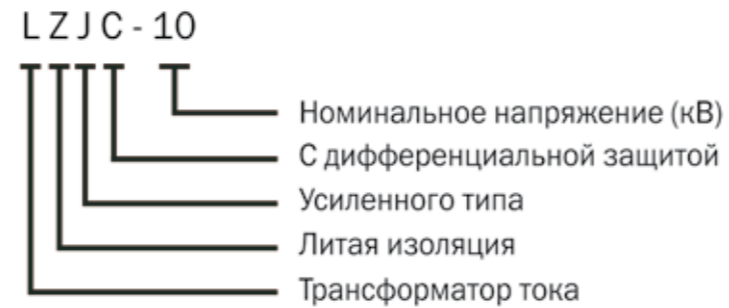 LZJC-10
Номинальное напряжение (кВ)
С дифференциальной защитой
Усиленного типа
Литая изоляция
Трансформатор тока